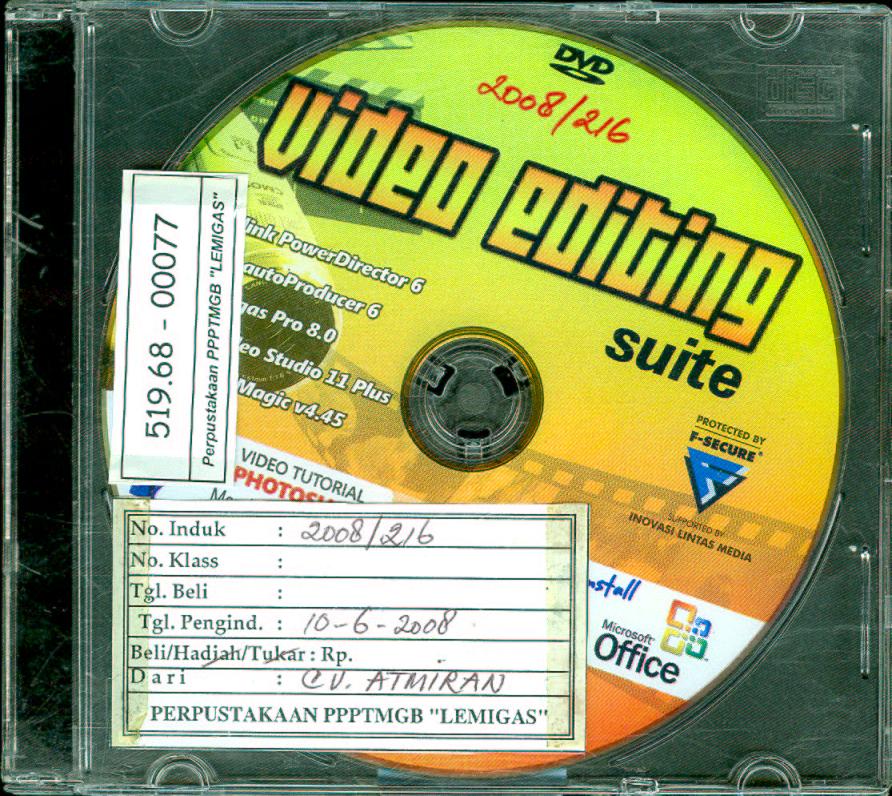 DVD
2008/216
video editing
suite
PowerDirector 6
autoProducer 6
Pro 8.0
Studio 11 Plus
Magic v4.45
PROTECTED BY
F-SECURE
SUPPORTED BY
INOVASI LINTAS MEDIA
VIDEO TUTORIAL
Microsoft
Office
519.68 - 00077
Perpustakaan PPPTMGB "LEMIGAS"
No. Induk : 2008/216
No. Klass :
Tgl. Beli :
Tgl. Pengind. : 10-6-2008
Beli/Hadiah/Tukar : Rp.
Dari : CV. ATMIRAN
PERPUSTAKAAN PPPTMGB "LEMIGAS"
disc
Recordable